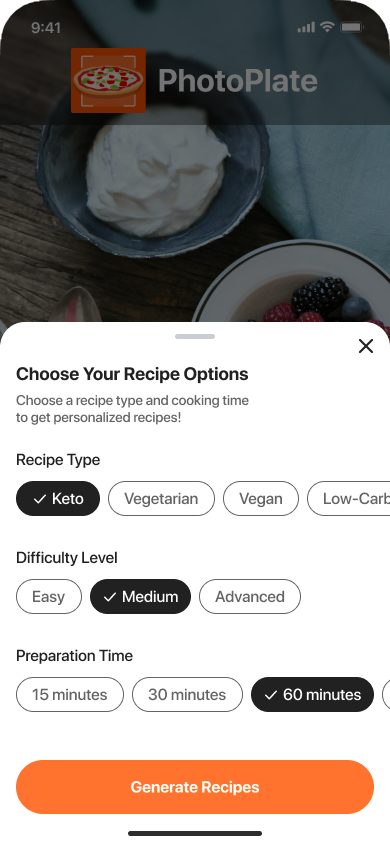 9:41
PhotoPlate
Choose Your Recipe Options
Choose a recipe type and cooking time
to get personalized recipes!
Recipe Type
Keto Vegetarian Vegan Low-Carb
Difficulty Level
Easy Medium Advanced
Preparation Time
15 minutes 30 minutes 60 minutes
Generate Recipes